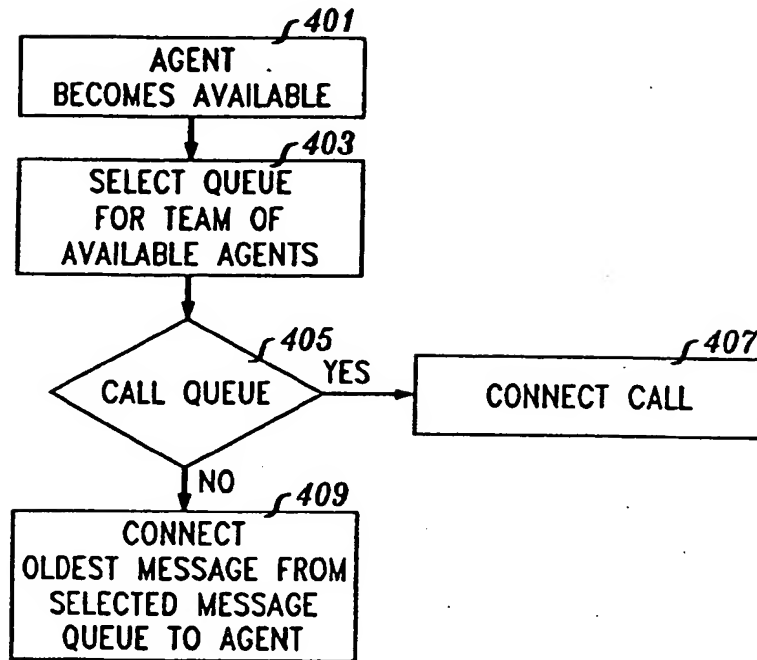 401
AGENT
BECOMES AVAILABLE
403
SELECT QUEUE
FOR TEAM OF
AVAILABLE AGENTS
405
CALL QUEUE
YES
407
CONNECT CALL
NO
409
CONNECT
OLDEST MESSAGE FROM
SELECTED MESSAGE
QUEUE TO AGENT